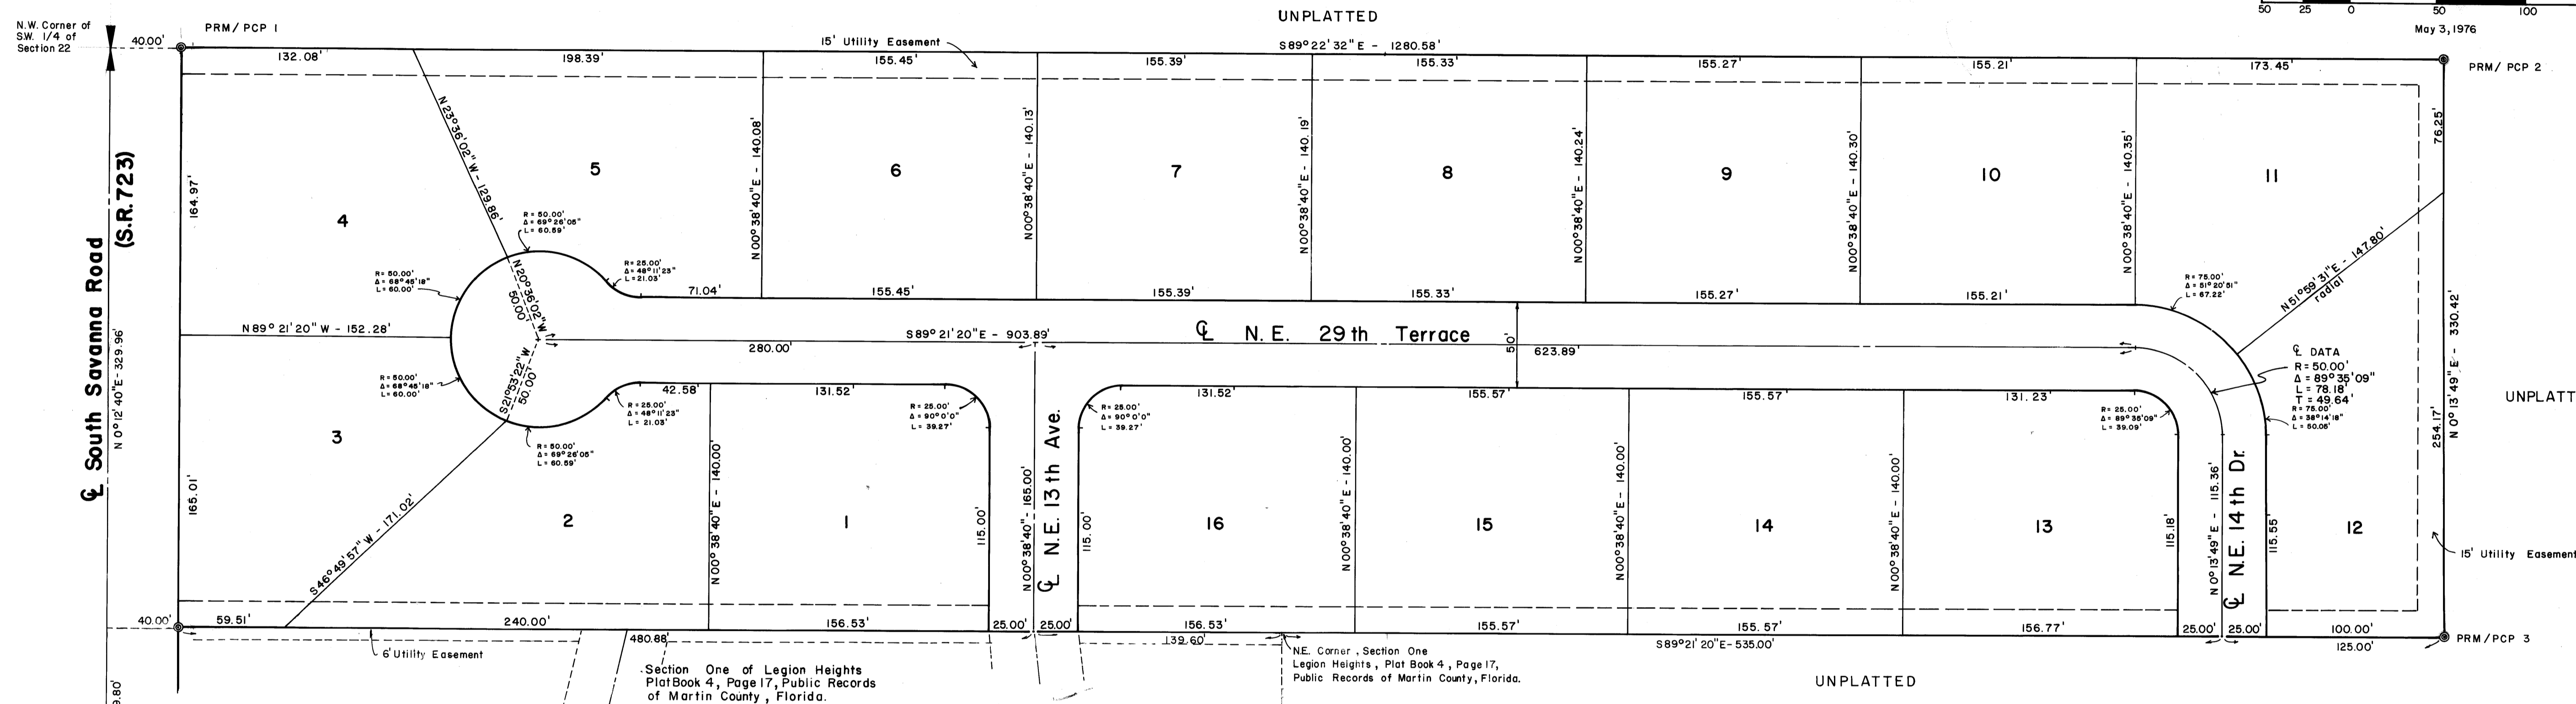 N.W. Corner of
S.W. 1/4 of
Section 22
PRM/ PCP 1
UNPLATTED
50 25 0 50 100
May 3, 1976
40.00'
15' Utility Easement
S89°22'32"E - 1280.58'
132.08'
198.39'
155.45'
155.39'
155.33'
155.27'
155.21'
173.45'
PRM/ PCP 2
℄ South Savanna Road
(S.R. 723)
N 0°12'40"E-329.96'
164.97'
4
N23°36'02"W - 129.86'
5
N00°38'40"E - 140.08'
6
N00°38'40"E - 140.13'
7
N00°38'40"E - 140.19'
8
N00°38'40"E - 140.24'
9
N00°38'40"E - 140.30'
10
N00°38'40"E - 140.35'
11
76.25'
R = 50.00'
Δ = 69°26'05"
L = 60.59'
R = 50.00'
Δ = 68°45'18"
L = 60.00'
R = 25.00'
Δ = 48°11'23"
L = 21.03'
N20°36'02"W
50.00'
71.04'
155.45'
155.39'
155.33'
155.27'
155.21'
R = 75.00'
Δ = 51°20'51"
L = 67.22'
N51°59'31"E - 147.80'
radial
N89°21'20"W - 152.28'
280.00'
S89°21'20"E - 903.89'
℄ N.E. 29th Terrace
50'
623.89'
℄ DATA
R = 50.00'
Δ = 89°35'09"
L = 78.18'
T = 49.64'
R = 75.00'
Δ = 38°14'18"
L = 50.05'
N 0°13'49"E - 330.42'
254.17'
UNPLATT
R = 50.00'
Δ = 68°45'18"
L = 60.00'
S21°53'22"W
50.00'
42.58'
131.52'
131.52'
155.57'
155.57'
131.23'
R = 25.00'
Δ = 48°11'23"
L = 21.03'
R = 25.00'
Δ = 90°0'0"
L = 39.27'
R = 25.00'
Δ = 90°0'0"
L = 39.27'
R = 25.00'
Δ = 89°35'09"
L = 39.09'
R = 50.00'
Δ = 69°26'05"
L = 60.59'
3
165.01'
S46°49'57"W - 171.02'
2
N00°38'40"E - 140.00'
1
115.00'
N00°38'40" - 165.00'
℄ N.E. 13th Ave.
115.00'
16
N00°38'40"E - 140.00'
15
N00°38'40"E - 140.00'
14
N00°38'40"E - 140.00'
13
115.18'
N0°13'49"E - 115.36'
℄ N.E. 14th Dr.
115.55'
12
15' Utility Easement
40.00'
59.51'
240.00'
156.53'
25.00'
25.00'
156.53'
155.57'
155.57'
156.77'
25.00'
25.00'
100.00'
PRM/PCP 3
480.88'
139.60'
S89°21'20"E-535.00'
125.00'
6' Utility Easement
Section One of Legion Heights
Plat Book 4, Page 17, Public Records
of Martin County, Florida.
N.E. Corner, Section One
Legion Heights, Plat Book 4, Page 17,
Public Records of Martin County, Florida.
UNPLATTED
9.80'